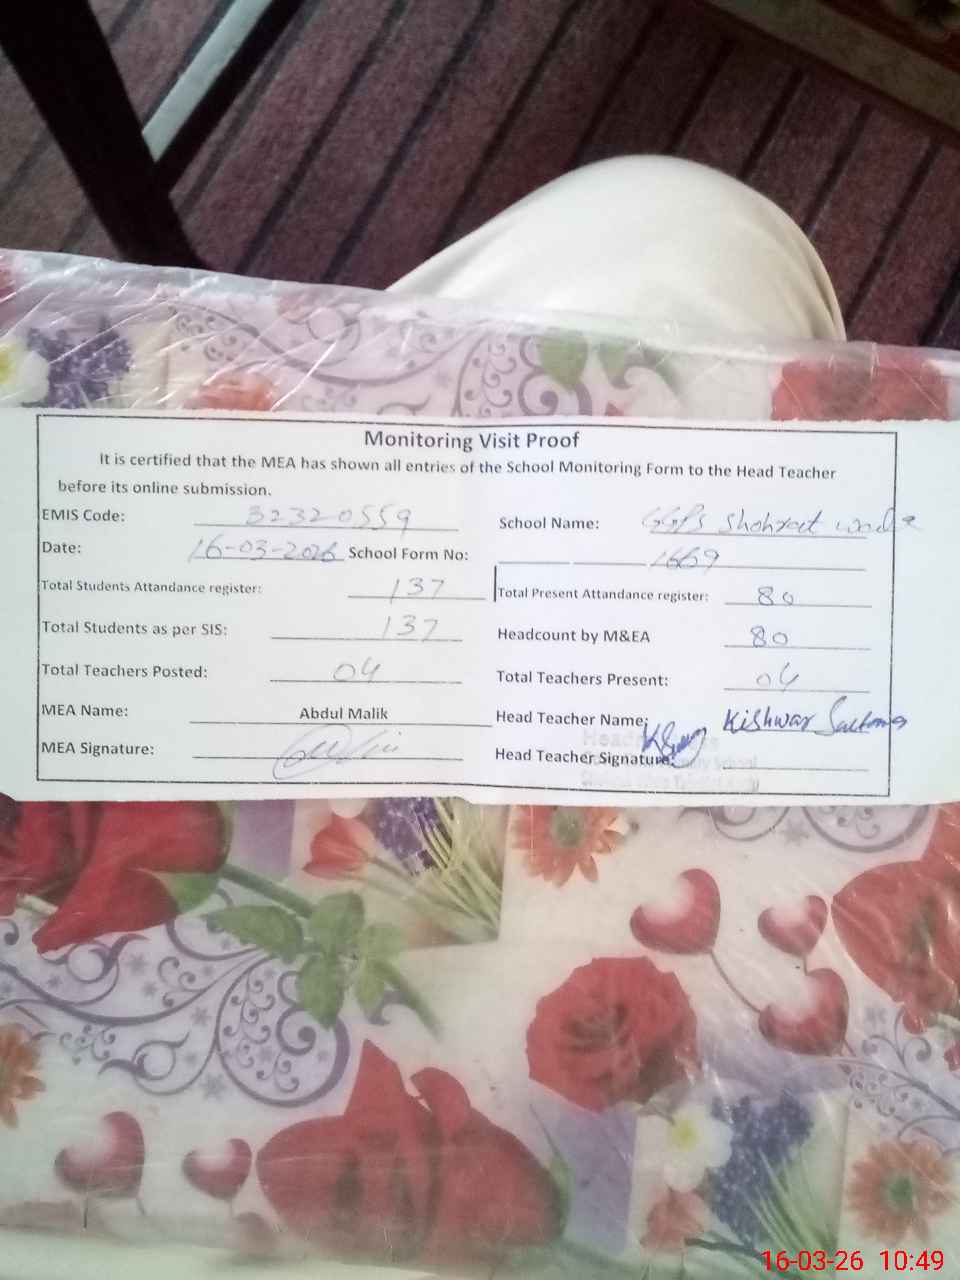 Monitoring Visit Proof
It is certified that the MEA has shown all entries of the School Monitoring Form to the Head Teacher
before its online submission.
EMIS Code: 32320559 School Name: GGPS Shohrat
Date: 16-03-2026 School Form No: 1669
Total Students Attandance register: 137 Total Present Attandance register: 80
Total Students as per SIS: 137 Headcount by M&EA 80
Total Teachers Posted: 04 Total Teachers Present: 04
MEA Name: Abdul Malik Head Teacher Name: Kishwar
MEA Signature: Head Teacher Signature:
16-03-26 10:49